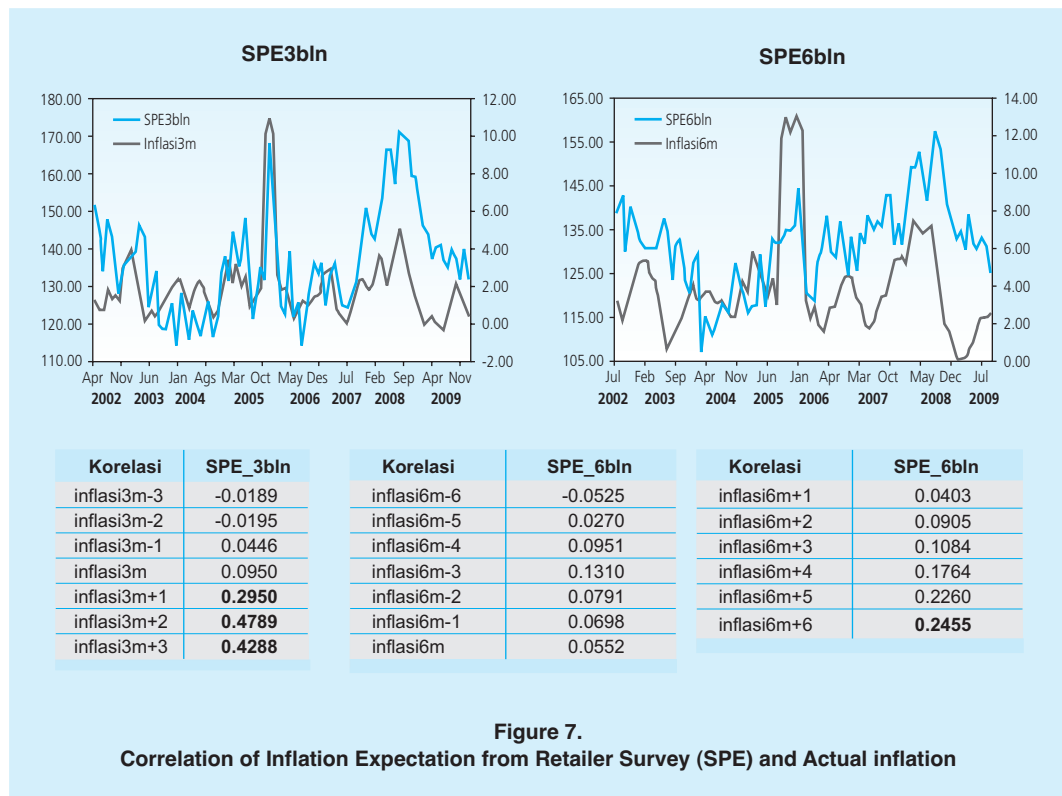 SPE3bln
180.00
170.00
160.00
150.00
140.00
130.00
120.00
110.00
12.00
10.00
8.00
6.00
4.00
2.00
0.00
-2.00
SPE3bln
Inflasi3m
Apr Nov Jun Jan Ags Mar Oct May Des Jul Feb Sep Apr Nov
2002 2003 2004 2005 2006 2007 2008 2009
SPE6bln
165.00
155.00
145.00
135.00
125.00
115.00
105.00
14.00
12.00
10.00
8.00
6.00
4.00
2.00
0.00
SPE6bln
Inflasi6m
Jul Feb Sep Apr Nov Jun Jan Apr Mar Oct May Dec Jul
2002 2003 2004 2005 2006 2007 2008 2009
Korelasi SPE_3bln
inflasi3m-3 -0.0189
inflasi3m-2 -0.0195
inflasi3m-1 0.0446
inflasi3m 0.0950
inflasi3m+1 0.2950
inflasi3m+2 0.4789
inflasi3m+3 0.4288
Korelasi SPE_6bln
inflasi6m-6 -0.0525
inflasi6m-5 0.0270
inflasi6m-4 0.0951
inflasi6m-3 0.1310
inflasi6m-2 0.0791
inflasi6m-1 0.0698
inflasi6m 0.0552
Korelasi SPE_6bln
inflasi6m+1 0.0403
inflasi6m+2 0.0905
inflasi6m+3 0.1084
inflasi6m+4 0.1764
inflasi6m+5 0.2260
inflasi6m+6 0.2455
Figure 7.
Correlation of Inflation Expectation from Retailer Survey (SPE) and Actual inflation